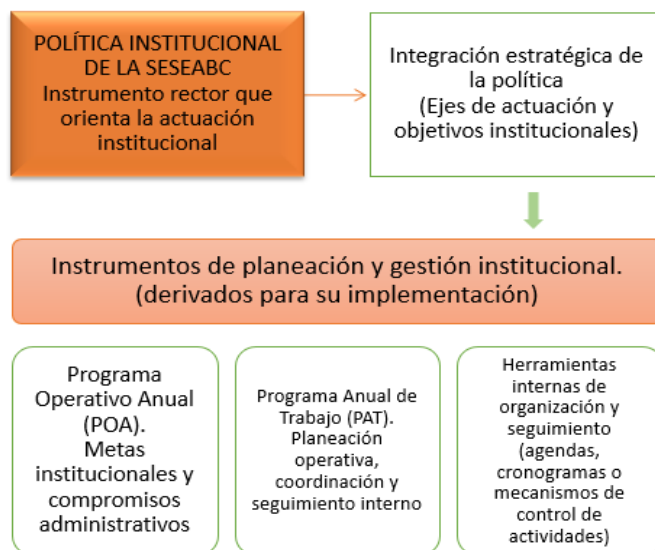 POLÍTICA INSTITUCIONAL
DE LA SESEABC
Instrumento rector que
orienta la actuación
institucional
Integración estratégica de
la política
(Ejes de actuación y
objetivos institucionales)
Instrumentos de planeación y gestión institucional.
(derivados para su implementación)
Programa
Operativo Anual
(POA).
Metas
institucionales y
compromisos
administrativos
Programa Anual de
Trabajo (PAT).
Planeación
operativa,
coordinación y
seguimiento interno
Herramientas
internas de
organización y
seguimiento
(agendas,
cronogramas o
mecanismos de
control de
actividades)